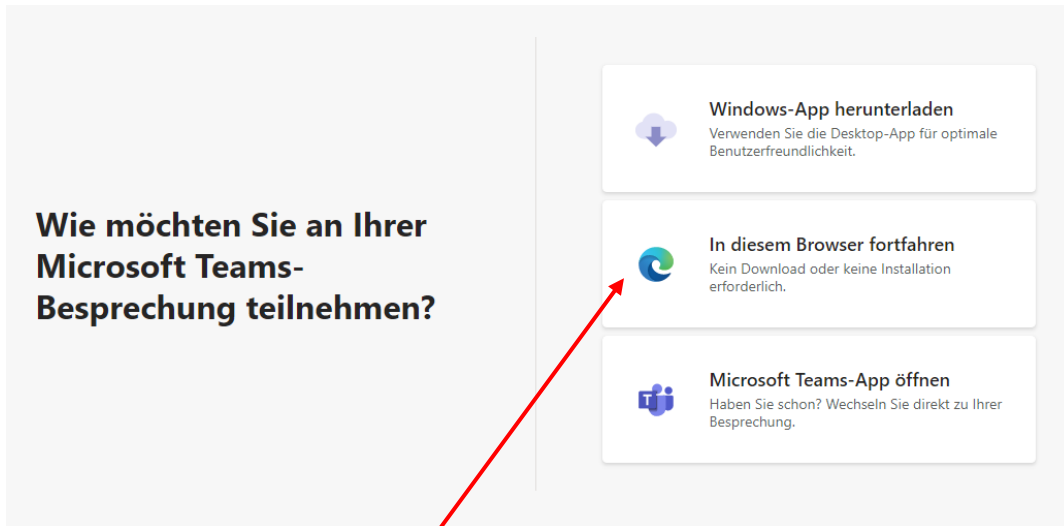 Wie möchten Sie an Ihrer
Microsoft Teams-
Besprechung teilnehmen?
Windows-App herunterladen
Verwenden Sie die Desktop-App für optimale
Benutzerfreundlichkeit.
In diesem Browser fortfahren
Kein Download oder keine Installation
erforderlich.
Microsoft Teams-App öffnen
Haben Sie schon? Wechseln Sie direkt zu Ihrer
Besprechung.